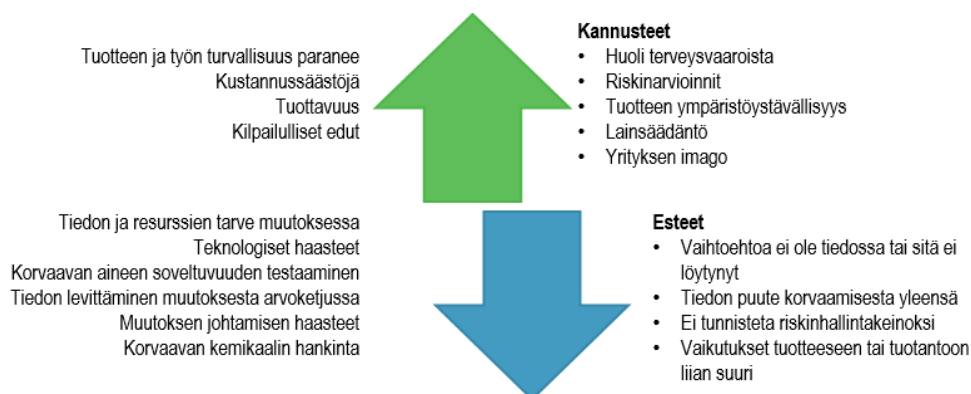 Tuotteen ja työn turvallisuus paranee
Kustannussäästöjä
Tuottavuus
Kilpailulliset edut
Kannusteet
• Huoli terveysvaaroista
• Riskinarvioinnit
• Tuotteen ympäristöystävällisyys
• Lainsäädäntö
• Yrityksen imago
Tiedon ja resurssien tarve muutoksessa
Teknologiset haasteet
Korvaavan aineen soveltuvuuden testaaminen
Tiedon levittäminen muutoksesta arvoketjussa
Muutoksen johtamisen haasteet
Korvaavan kemikaalin hankinta
Esteet
• Vaihtoehtoa ei ole tiedossa tai sitä ei
löytynyt
• Tiedon puute korvaamisesta yleensä
• Ei tunnisteta riskinhallintakeinoksi
• Vaikutukset tuotteeseen tai tuotantoon
liian suuri